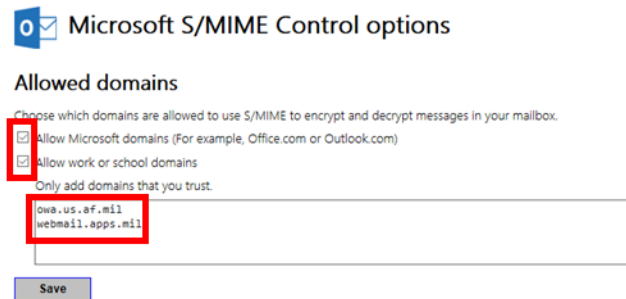 o
Microsoft S/MIME Control options
Allowed domains
Choose which domains are allowed to use S/MIME to encrypt and decrypt messages in your mailbox.
Allow Microsoft domains (For example, Office.com or Outlook.com)
Allow work or school domains
Only add domains that you trust.
owa.us.af.mil
webmail.apps.mil
Save